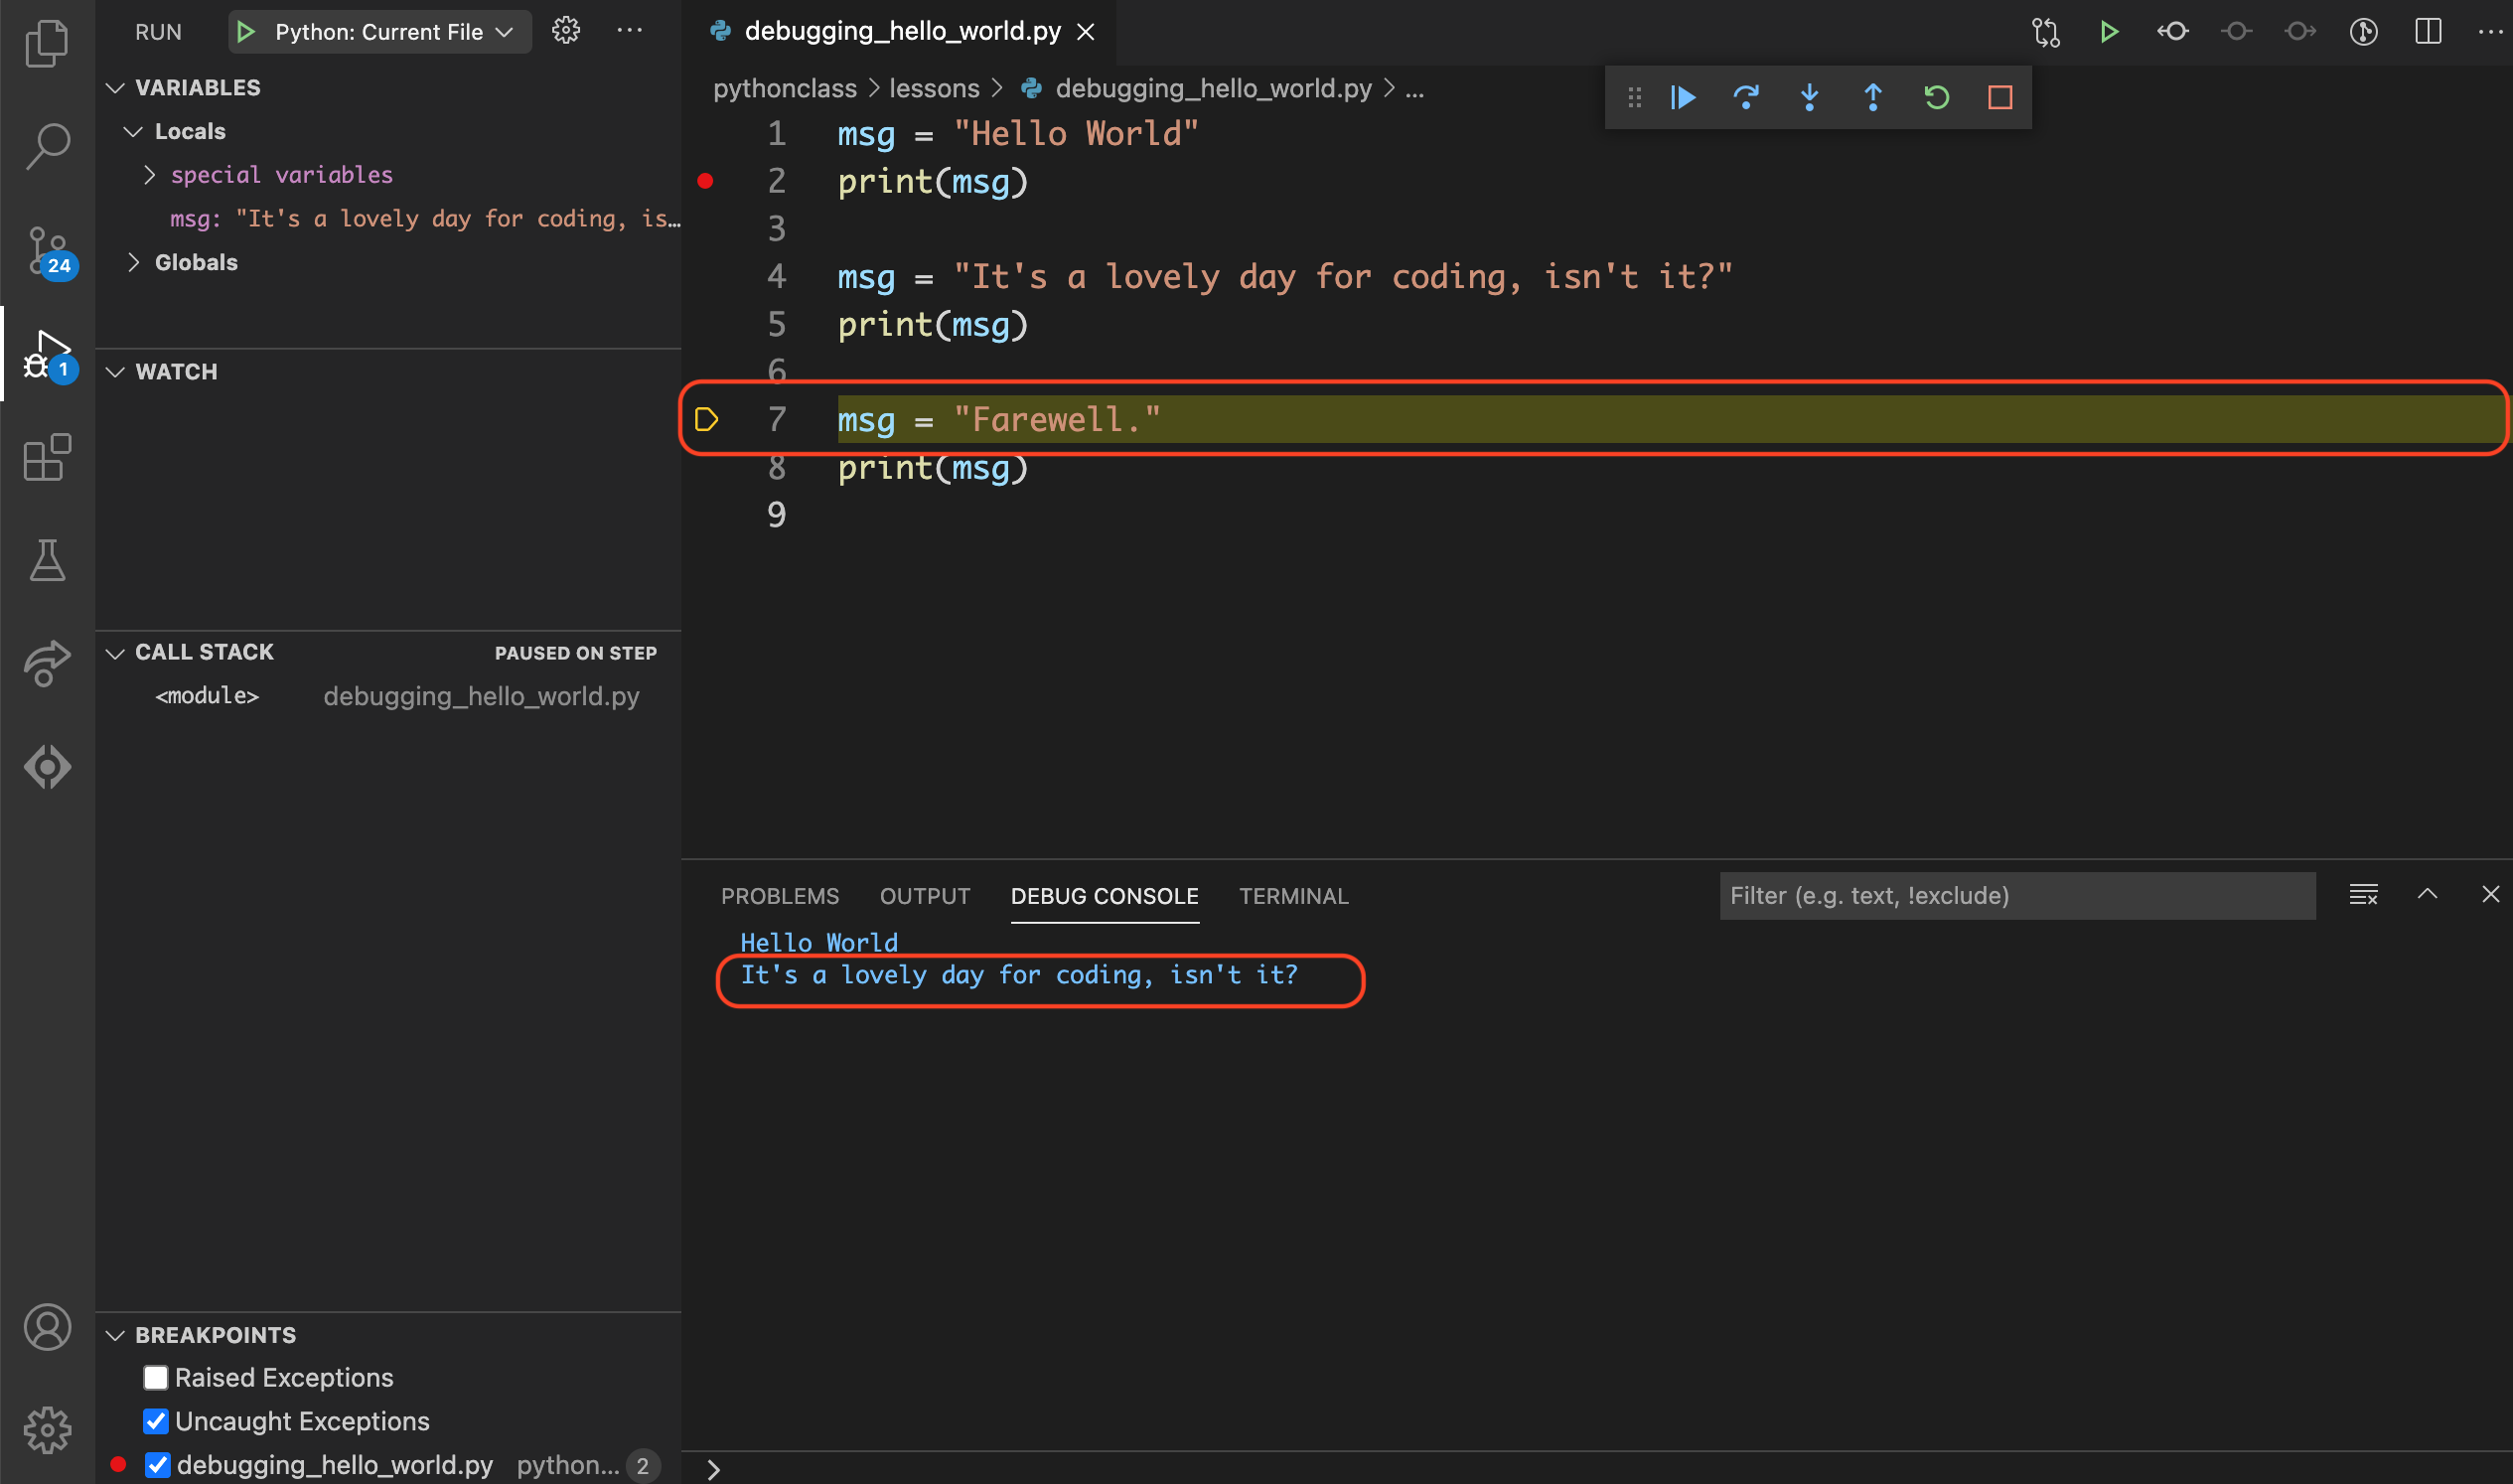 RUN Python: Current File
VARIABLES
Locals
special variables
msg: "It's a lovely day for coding, is…
Globals
24
1
WATCH
CALL STACK PAUSED ON STEP
<module> debugging_hello_world.py
BREAKPOINTS
Raised Exceptions
Uncaught Exceptions
debugging_hello_world.py python... 2
debugging_hello_world.py
pythonclass > lessons > debugging_hello_world.py > ...
1 msg = "Hello World"
2 print(msg)
3
4 msg = "It's a lovely day for coding, isn't it?"
5 print(msg)
6
7 msg = "Farewell."
8 print(msg)
9
PROBLEMS OUTPUT DEBUG CONSOLE TERMINAL Filter (e.g. text, !exclude)
Hello World
It's a lovely day for coding, isn't it?